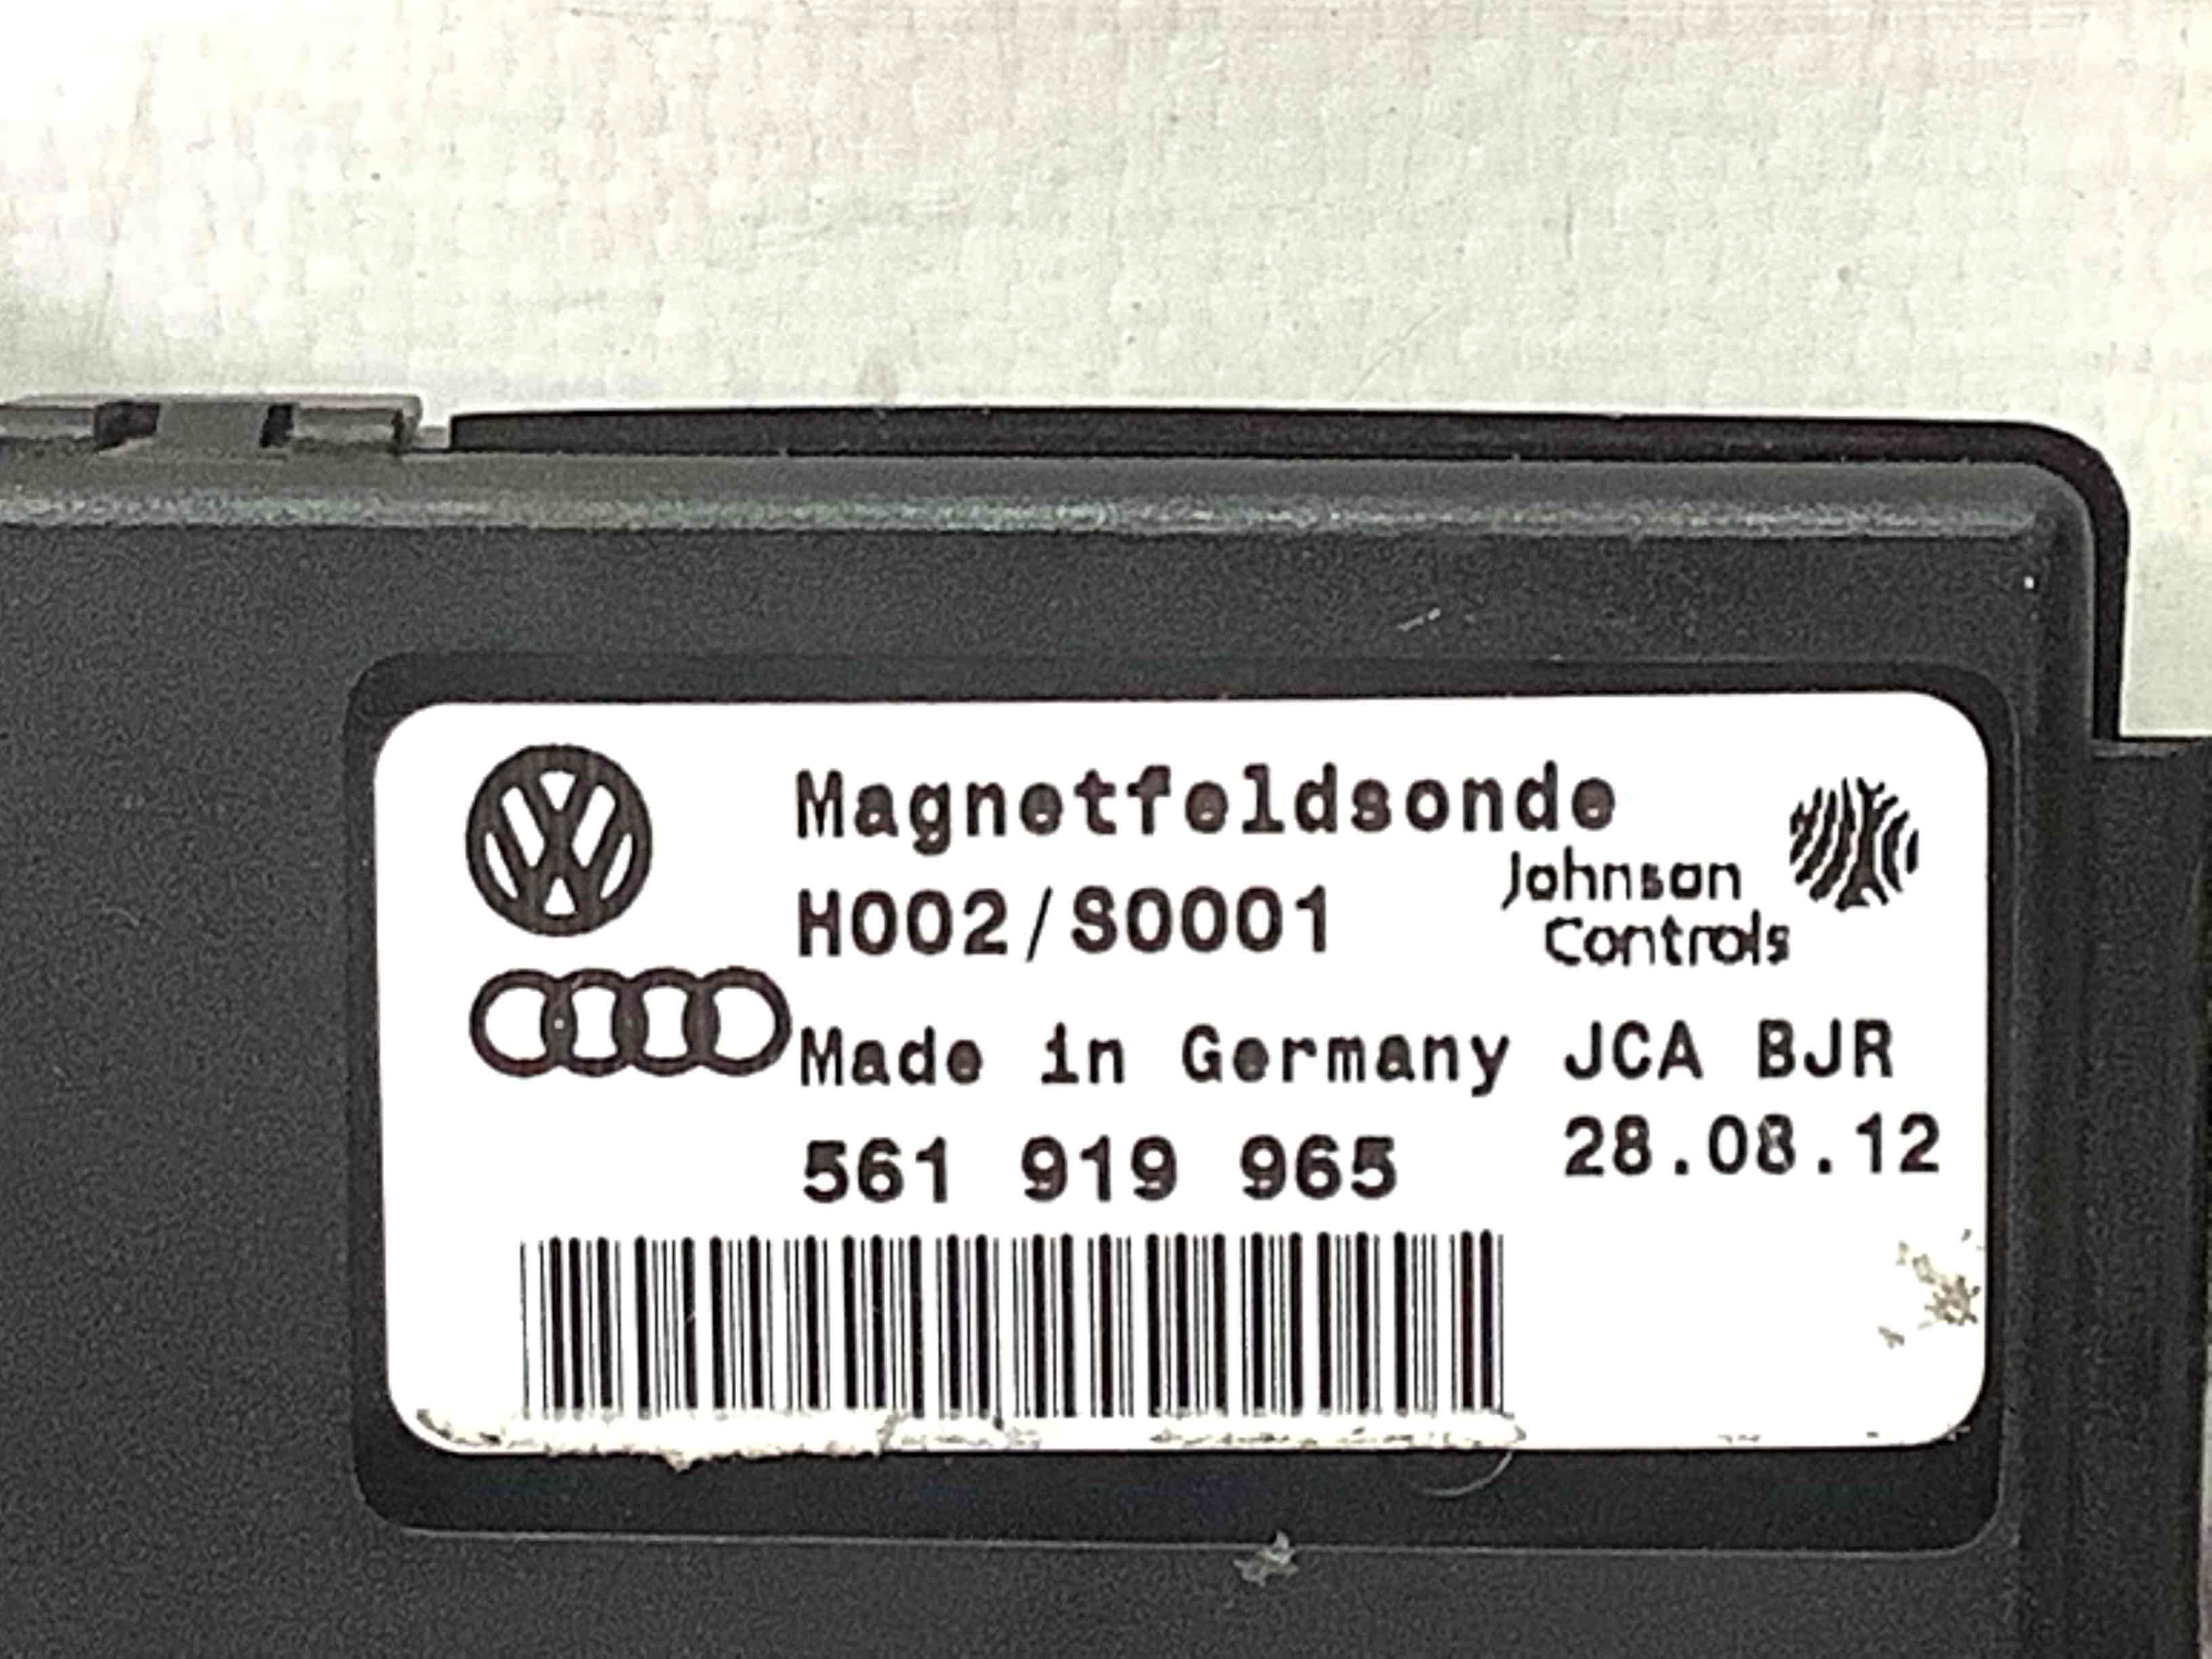 Magnetfeldsonde
Johnson
Controls
H002/S0001
Made in Germany JCA BJR
561 919 965 28.08.12